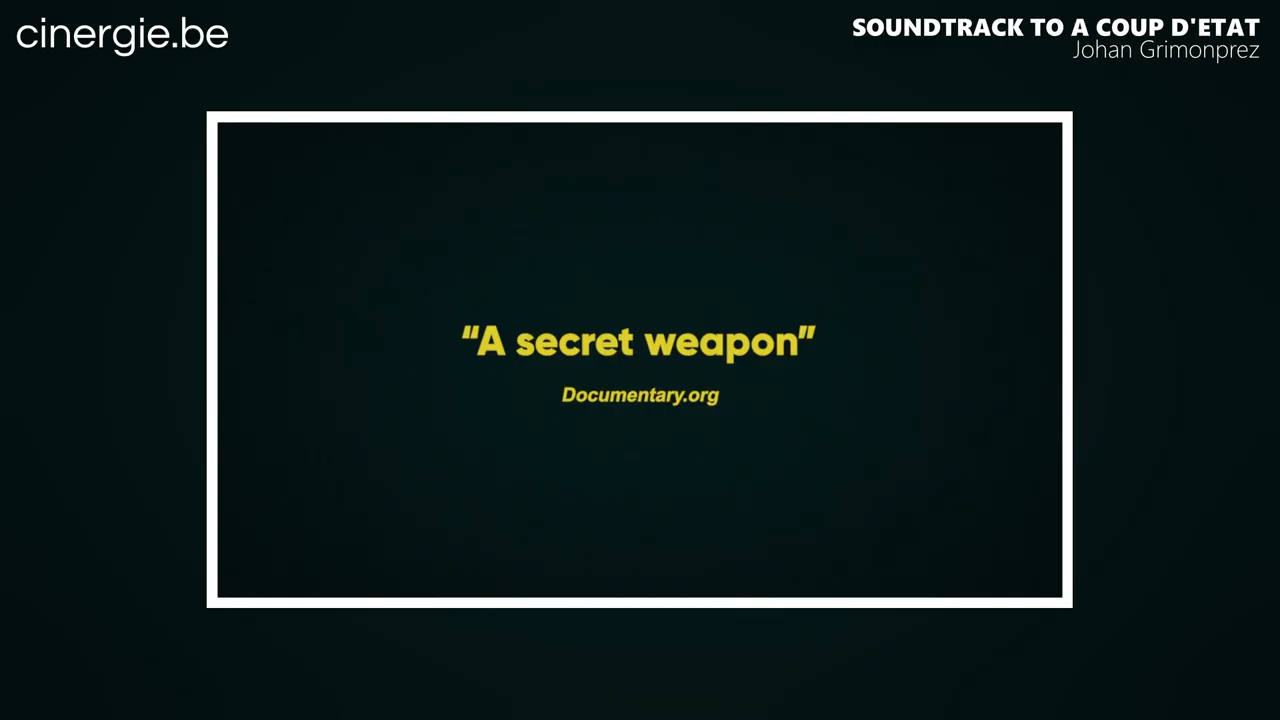 cinergie.be
SOUNDTRACK TO A COUP D'ETAT
Johan Grimonprez
“A secret weapon”
Documentary.org